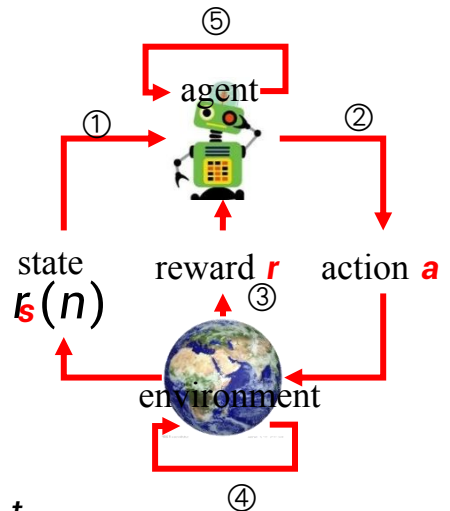 ⑤
agent
① ②
state reward r action a
r(n) s
③
environment
④
t